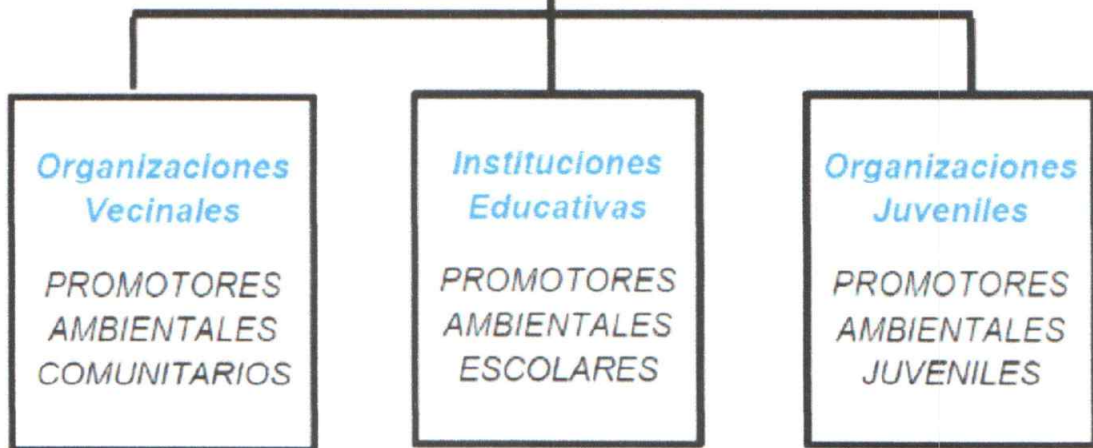 Organizaciones
Vecinales
PROMOTORES
AMBIENTALES
COMUNITARIOS
Instituciones
Educativas
PROMOTORES
AMBIENTALES
ESCOLARES
Organizaciones
Juveniles
PROMOTORES
AMBIENTALES
JUVENILES